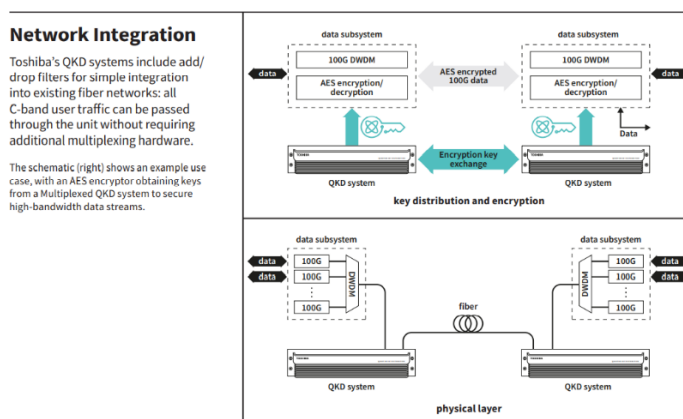 Network Integration
Toshiba's QKD systems include add/
drop filters for simple integration
into existing fiber networks: all
C-band user traffic can be passed
through the unit without requiring
additional multiplexing hardware.
The schematic (right) shows an example use
case, with an AES encryptor obtaining keys
from a Multiplexed QKD system to secure
high-bandwidth data streams.
data subsystem
data subsystem
100G DWDM
100G DWDM
data
AES encrypted
100G data
data
AES encryption/
decryption
AES encryption/
decryption
Data
Encryption key
exchange
TOSHIBA
TOSHIBA
QKD system
QKD system
key distribution and encryption
data subsystem
data subsystem
data
100G
DWDM
DWDM
100G
data
data
100G
100G
data
100G
100G
fiber
TOSHIBA
TOSHIBA
QKD system
QKD system
physical layer